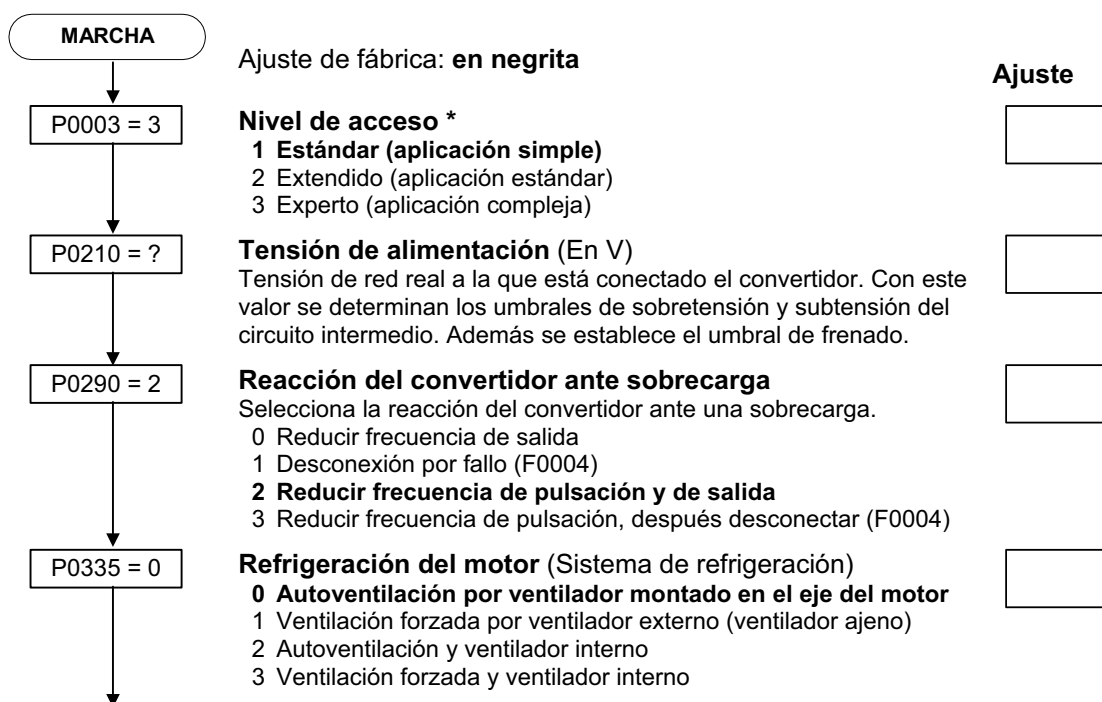 MARCHA
Ajuste de fábrica: en negrita
Ajuste
P0003 = 3
Nivel de acceso *
1 Estándar (aplicación simple)
2 Extendido (aplicación estándar)
3 Experto (aplicación compleja)
P0210 = ?
Tensión de alimentación (En V)
Tensión de red real a la que está conectado el convertidor. Con este
valor se determinan los umbrales de sobretensión y subtensión del
circuito intermedio. Además se establece el umbral de frenado.
P0290 = 2
Reacción del convertidor ante sobrecarga
Selecciona la reacción del convertidor ante una sobrecarga.
0 Reducir frecuencia de salida
1 Desconexión por fallo (F0004)
2 Reducir frecuencia de pulsación y de salida
3 Reducir frecuencia de pulsación, después desconectar (F0004)
P0335 = 0
Refrigeración del motor (Sistema de refrigeración)
0 Autoventilación por ventilador montado en el eje del motor
1 Ventilación forzada por ventilador externo (ventilador ajeno)
2 Autoventilación y ventilador interno
3 Ventilación forzada y ventilador interno